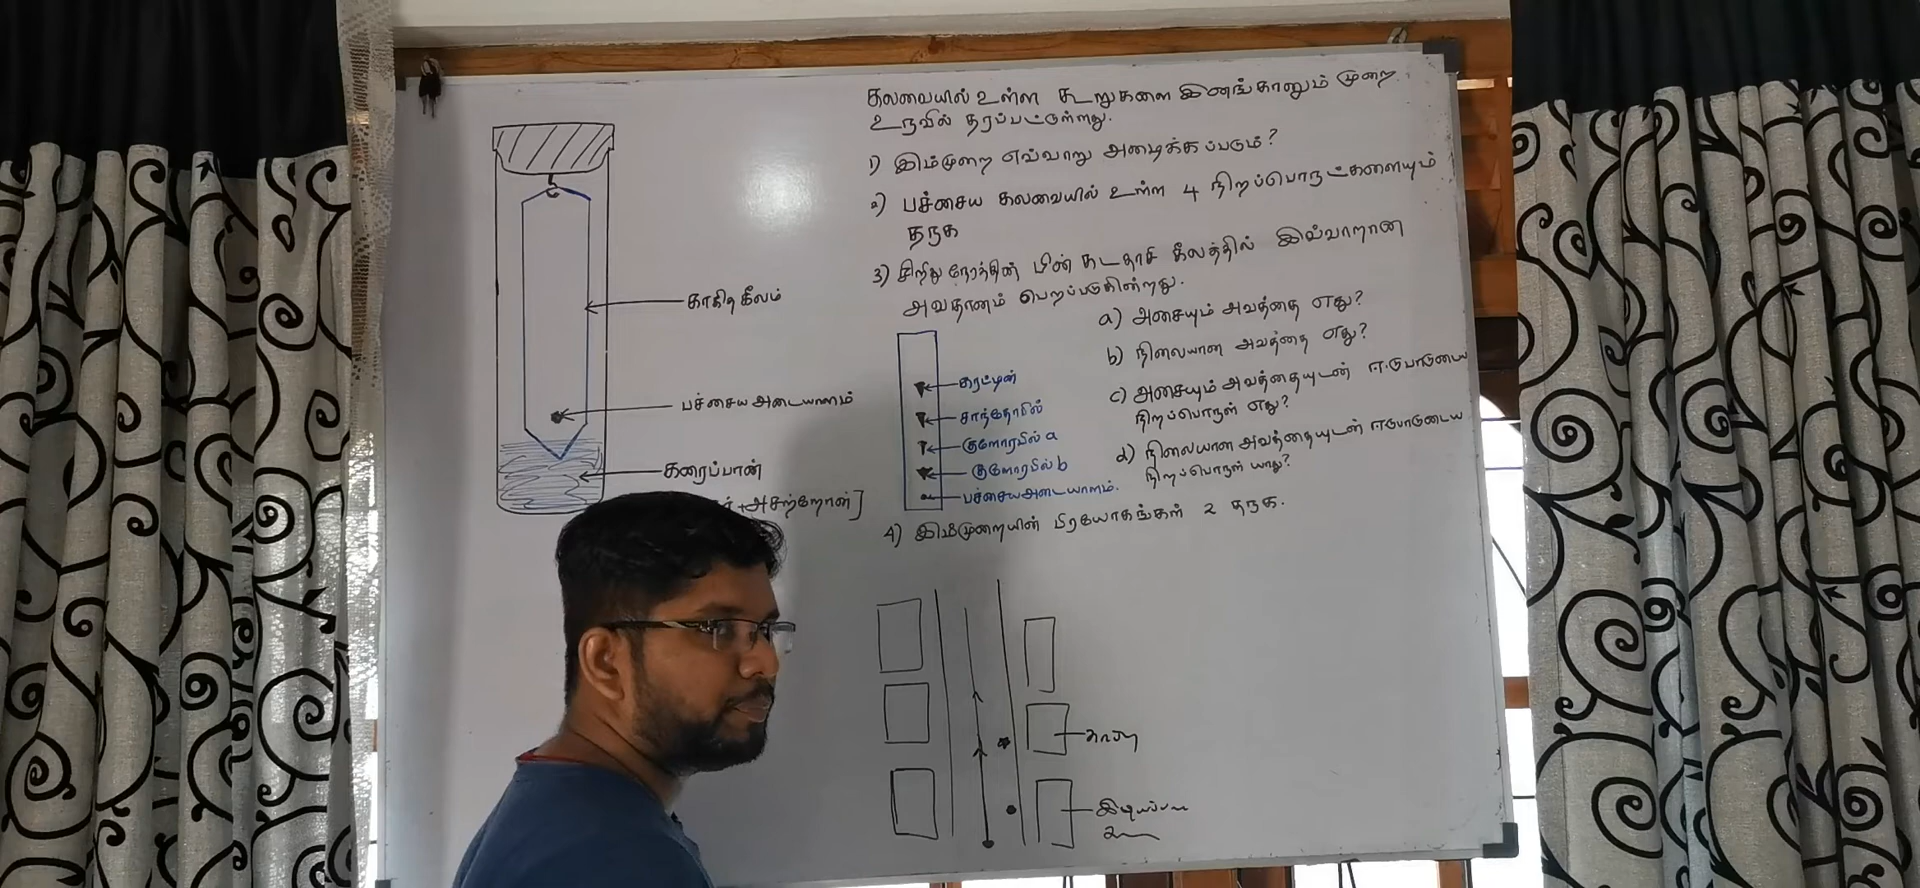 கலவையில் உள்ள கூறுகளை இனங்காணும் முறை
உருவில் தரப்பட்டுள்ளது.
1) இம்முறை எவ்வாறு அழைக்கப்படும்?
2) பச்சைய கலவையில் உள்ள 4 நிறப்பொருட்களையும்
தருக
3) சிறிது நேரத்தின் பின் கடதாசி கீலத்தில் இவ்வாறான
அவதானம் பெறப்படுகின்றது.
a) அசையும் அவத்தை எது?
b) நிலையான அவத்தை எது?
c) அசையும் அவத்தையுடன் ஈடுபாடுடைய
நிறப்பொருள் எது?
d) நிலையான அவத்தையுடன் ஈடுபாடுடைய
நிறப்பொருள் யாது?
கரட்டின்
சாந்தோபில்
குளோரபில் a
குளோரபில் b
பச்சைய அடையாளம்.
4) இம்முறையின் பிரயோகங்கள் 2 தருக.
காகித கீலம்
பச்சைய அடையாளம்
கரைப்பான்
+அசற்றோன்]